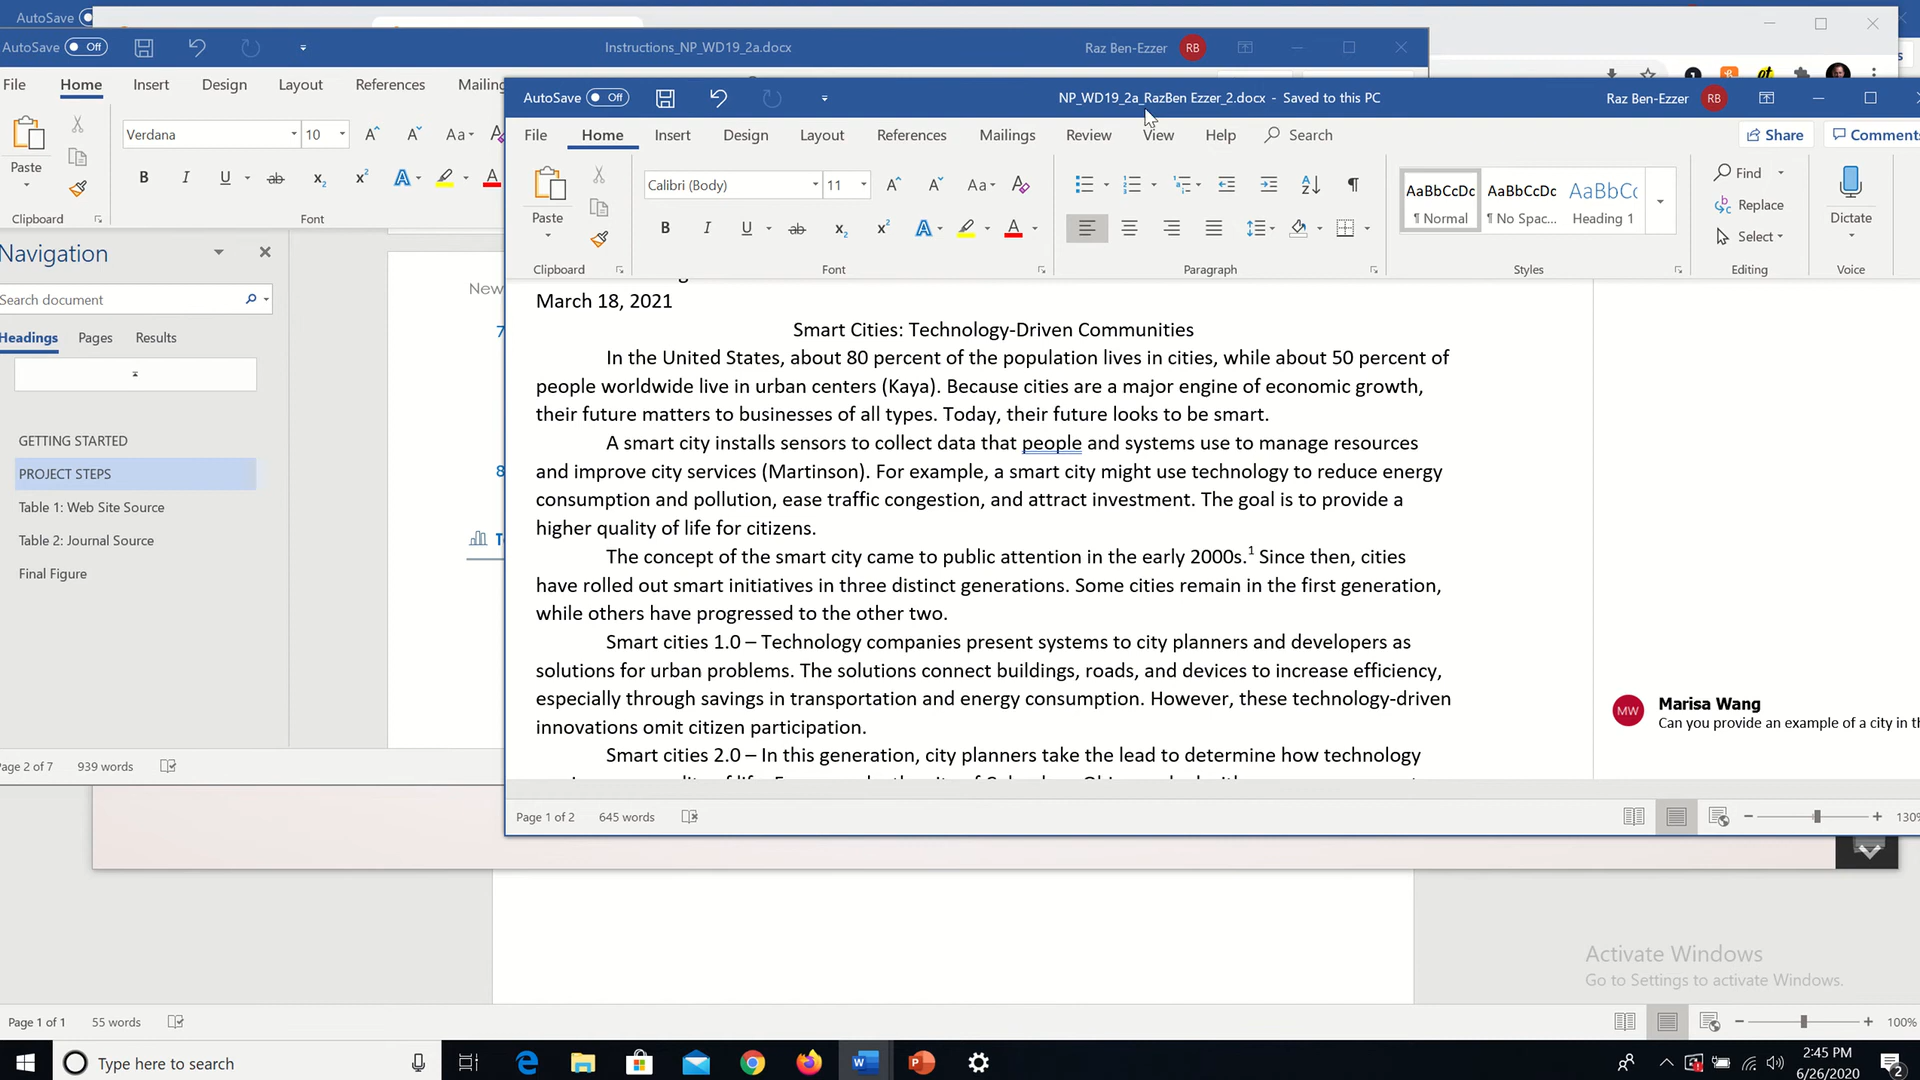 AutoSave
AutoSave Off
Instructions_NP_WD19_2a.docx
Raz Ben-Ezzer RB
File Home Insert Design Layout References
Verdana 10
Aa
Paste
B I U ab x₂ x² A A
Clipboard
Font
Navigation
Search document
Headings Pages Results
GETTING STARTED
PROJECT STEPS
Table 1: Web Site Source
Table 2: Journal Source
Final Figure
New
7
8
Page 2 of 7 939 words
AutoSave Off
NP_WD19_2a_RazBen Ezzer_2.docx - Saved to this PC
Raz Ben-Ezzer RB
File Home Insert Design Layout References Mailings Review View Help Search
Share Comments
Calibri (Body) 11
Aa
Paste
B I U ab x₂ x² A A
AaBbCcDc AaBbCcDc AaBbCc
¶ Normal ¶ No Spac... Heading 1
Find
Replace
Select
Dictate
Clipboard Font Paragraph Styles Editing Voice
March 18, 2021
Smart Cities: Technology-Driven Communities
In the United States, about 80 percent of the population lives in cities, while about 50 percent of
people worldwide live in urban centers (Kaya). Because cities are a major engine of economic growth,
their future matters to businesses of all types. Today, their future looks to be smart.
A smart city installs sensors to collect data that people and systems use to manage resources
and improve city services (Martinson). For example, a smart city might use technology to reduce energy
consumption and pollution, ease traffic congestion, and attract investment. The goal is to provide a
higher quality of life for citizens.
The concept of the smart city came to public attention in the early 2000s.¹ Since then, cities
have rolled out smart initiatives in three distinct generations. Some cities remain in the first generation,
while others have progressed to the other two.
Smart cities 1.0 – Technology companies present systems to city planners and developers as
solutions for urban problems. The solutions connect buildings, roads, and devices to increase efficiency,
especially through savings in transportation and energy consumption. However, these technology-driven
innovations omit citizen participation.
Smart cities 2.0 – In this generation, city planners take the lead to determine how technology
MW Marisa Wang
Can you provide an example of a city in th
Page 1 of 2 645 words
130%
Activate Windows
Go to Settings to activate Windows.
Page 1 of 1 55 words
100%
Type here to search
2:45 PM
6/26/2020
2